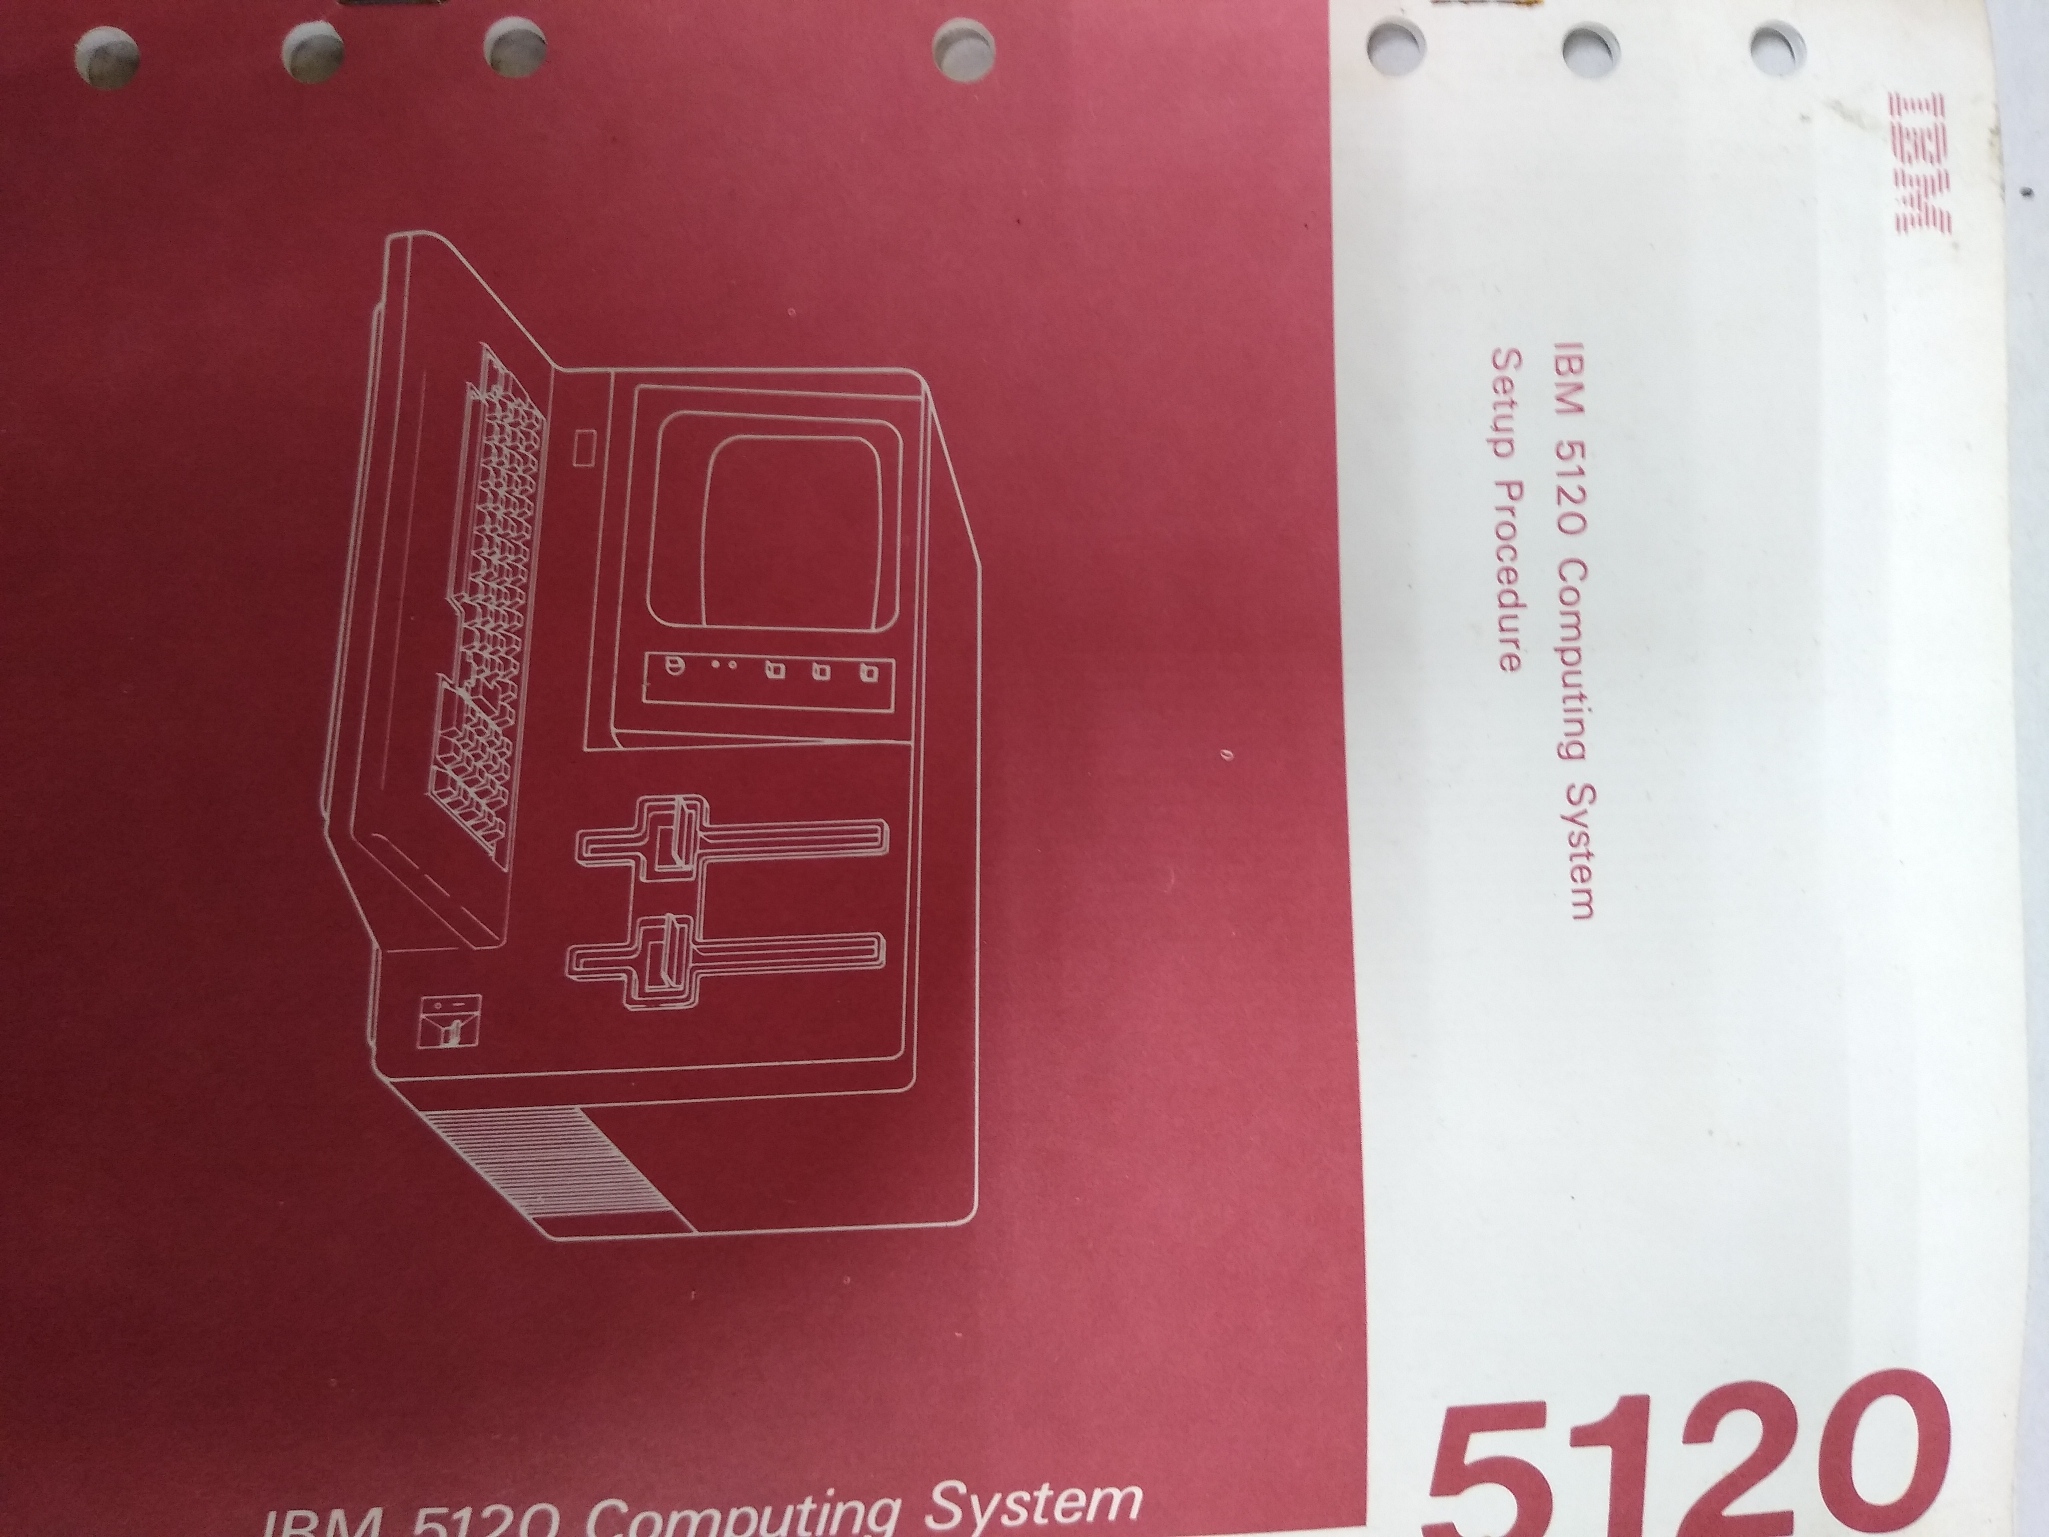 IBM
IBM 5120 Computing System
Setup Procedure
5120
IBM 5120 Computing System